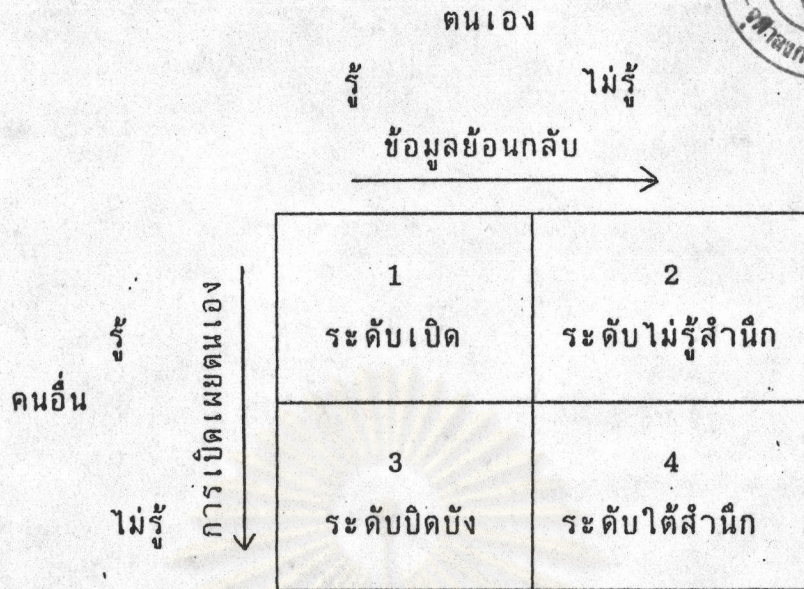 ตนเอง
รู้ ไม่รู้
ข้อมูลย้อนกลับ
1 2
รู้ ระดับเปิด ระดับไม่รู้สำนึก
คนอื่น
การเปิดเผยตนเอง
3 4
ไม่รู้ ระดับปิดบัง ระดับใต้สำนึก